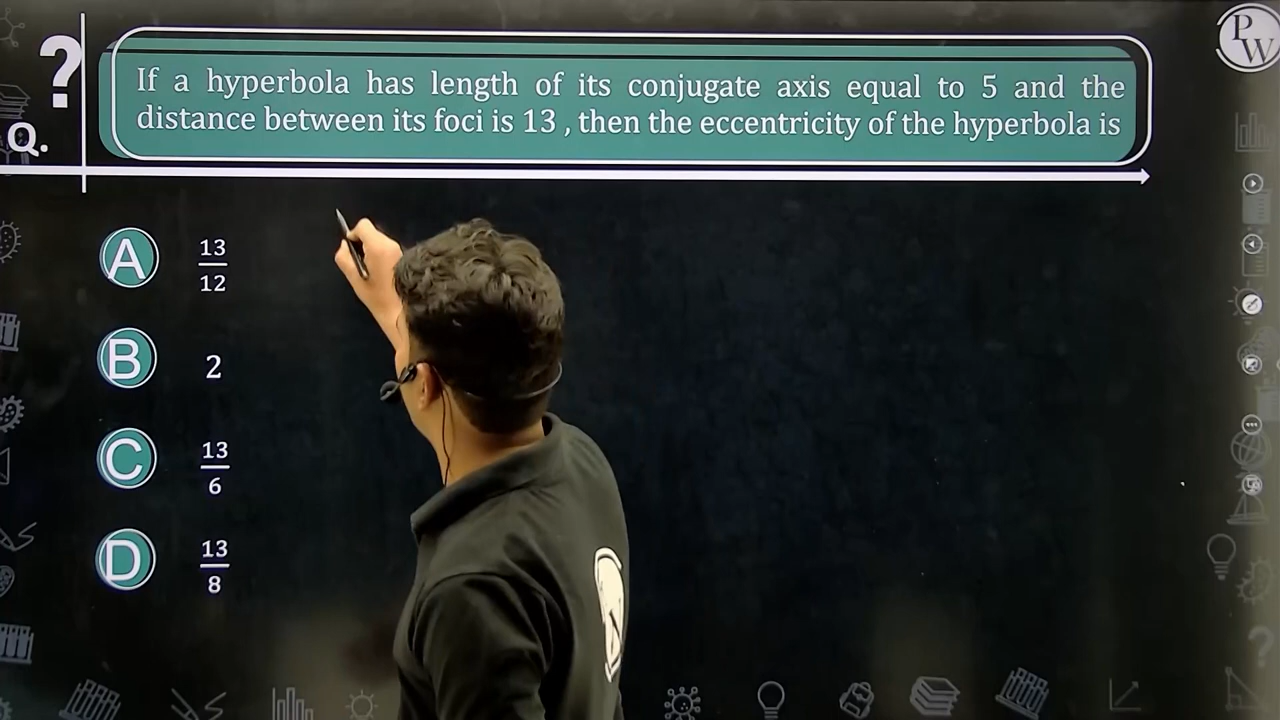 PW
?
Q.
If a hyperbola has length of its conjugate axis equal to 5 and the
distance between its foci is 13 , then the eccentricity of the hyperbola is
A 13/12
B 2
C 13/6
D 13/8